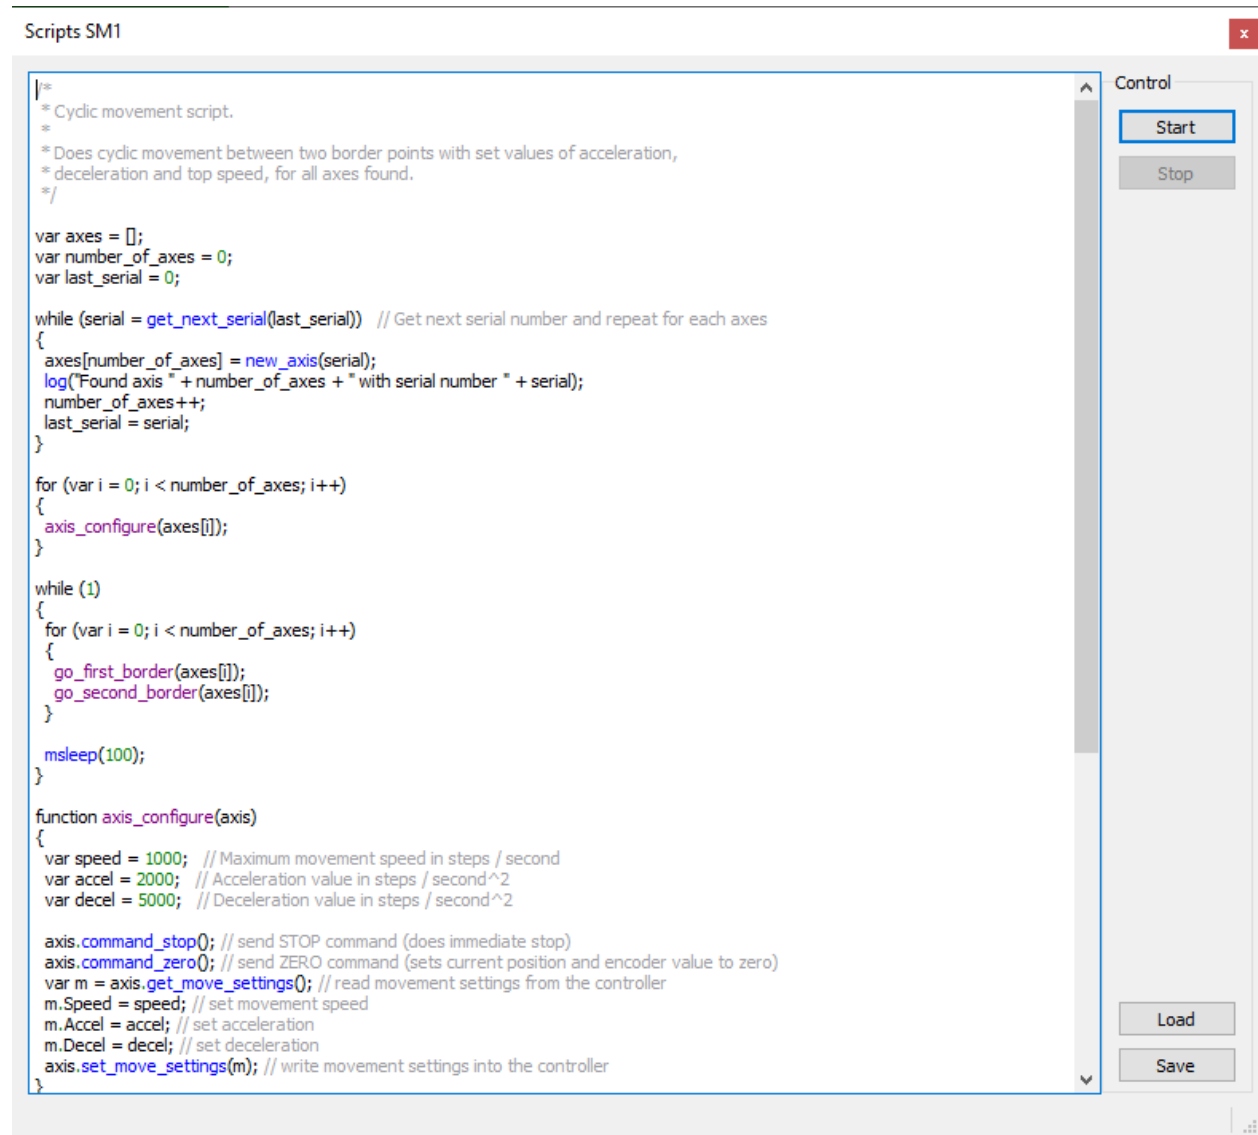 Scripts SM1
x
/*
* Cyclic movement script.
*
* Does cyclic movement between two border points with set values of acceleration,
* deceleration and top speed, for all axes found.
*/
var axes = [];
var number_of_axes = 0;
var last_serial = 0;
while (serial = get_next_serial(last_serial)) // Get next serial number and repeat for each axes
{
axes[number_of_axes] = new_axis(serial);
log("Found axis " + number_of_axes + " with serial number " + serial);
number_of_axes++;
last_serial = serial;
}
for (var i = 0; i < number_of_axes; i++)
{
axis_configure(axes[i]);
}
while (1)
{
for (var i = 0; i < number_of_axes; i++)
{
go_first_border(axes[i]);
go_second_border(axes[i]);
}
msleep(100);
}
function axis_configure(axis)
{
var speed = 1000; // Maximum movement speed in steps / second
var accel = 2000; // Acceleration value in steps / second^2
var decel = 5000; // Deceleration value in steps / second^2
axis.command_stop(); // send STOP command (does immediate stop)
axis.command_zero(); // send ZERO command (sets current position and encoder value to zero)
var m = axis.get_move_settings(); // read movement settings from the controller
m.Speed = speed; // set movement speed
m.Accel = accel; // set acceleration
m.Decel = decel; // set deceleration
axis.set_move_settings(m); // write movement settings into the controller
}
Control
Start
Stop
Load
Save